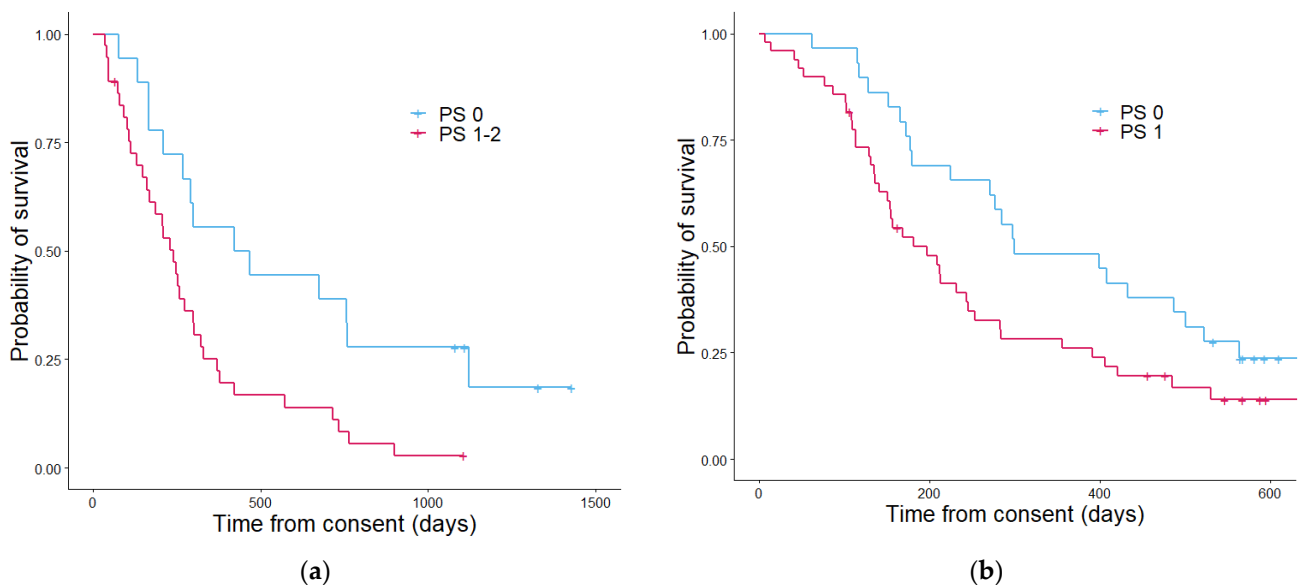 Probability of survival
1.00
0.75
0.50
0.25
0.00
PS 0
PS 1-2
0 500 1000 1500
Time from consent (days)
(a)
Probability of survival
1.00
0.75
0.50
0.25
0.00
PS 0
PS 1
0 200 400 600
Time from consent (days)
(b)